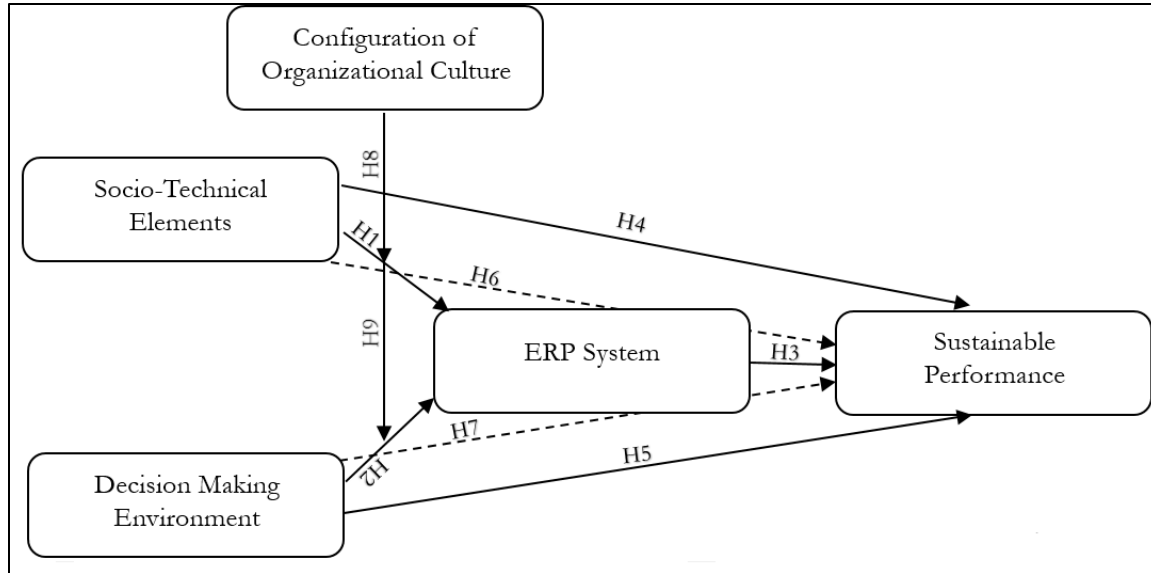 Configuration of
Organizational Culture
H8
Socio-Technical
Elements
H4
H1
H6
H9
ERP System
H3
Sustainable
Performance
H7
H5
H2
Decision Making
Environment